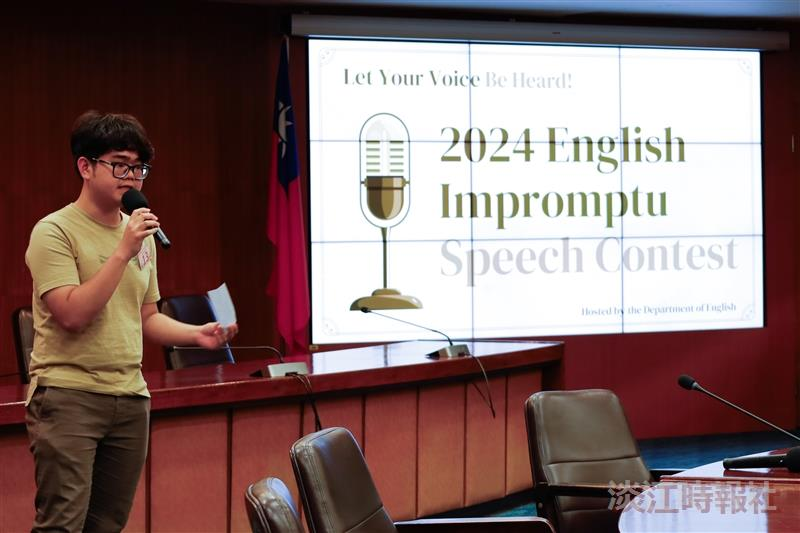 Let Your Voice Be Heard!
2024 English
Impromptu
Speech Contest
Hosted by the Department of English
淡江時報社